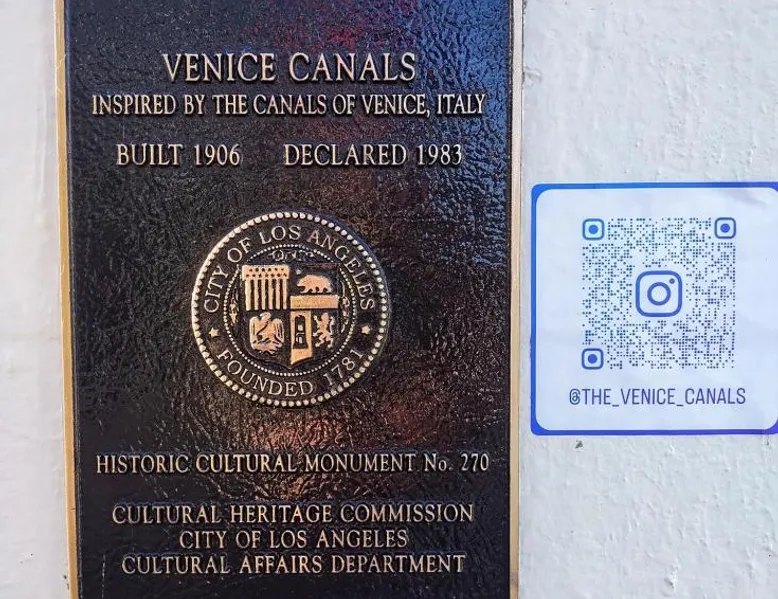 VENICE CANALS
INSPIRED BY THE CANALS OF VENICE, ITALY
BUILT 1906 DECLARED 1983
CITY OF LOS ANGELES
FOUNDED 1781
HISTORIC CULTURAL MONUMENT No. 270
CULTURAL HERITAGE COMMISSION
CITY OF LOS ANGELES
CULTURAL AFFAIRS DEPARTMENT
@THE_VENICE_CANALS